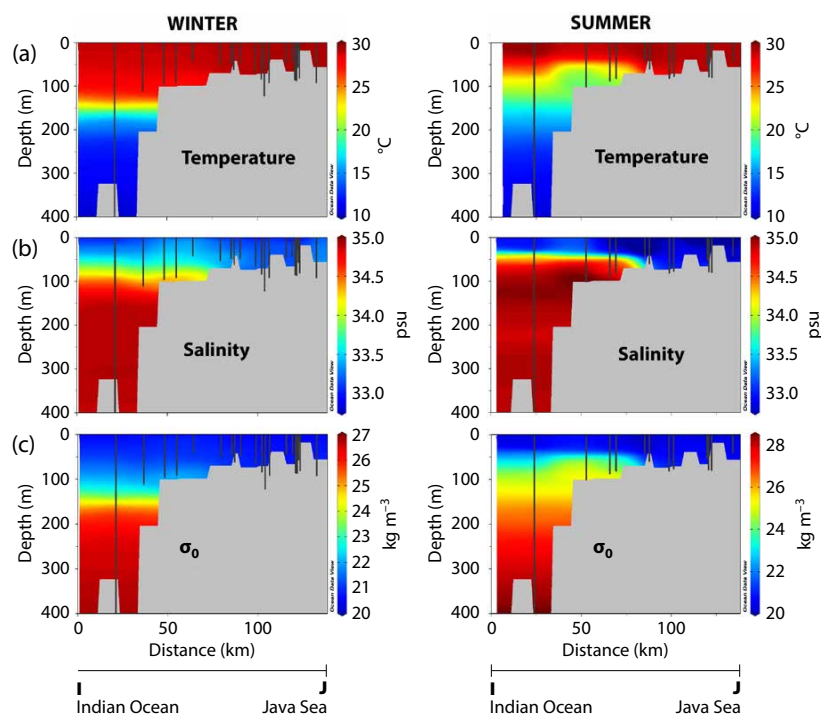 WINTER
SUMMER
(a)
0
100
200
300
400
Depth (m)
Temperature
Ocean Data View
30
25
20
15
10
°C
0
100
200
300
400
Depth (m)
Temperature
Ocean Data View
30
25
20
15
10
°C
(b)
0
100
200
300
400
Depth (m)
Salinity
Ocean Data View
35.0
34.5
34.0
33.5
33.0
psu
0
100
200
300
400
Depth (m)
Salinity
Ocean Data View
35.0
34.5
34.0
33.5
33.0
psu
(c)
0
100
200
300
400
Depth (m)
σ₀
Ocean Data View
27
26
25
24
23
22
21
20
kg m⁻³
0
50
100
Distance (km)
0
100
200
300
400
Depth (m)
σ₀
Ocean Data View
28
26
24
22
20
kg m⁻³
0
50
100
Distance (km)
I J
Indian Ocean Java Sea
I J
Indian Ocean Java Sea